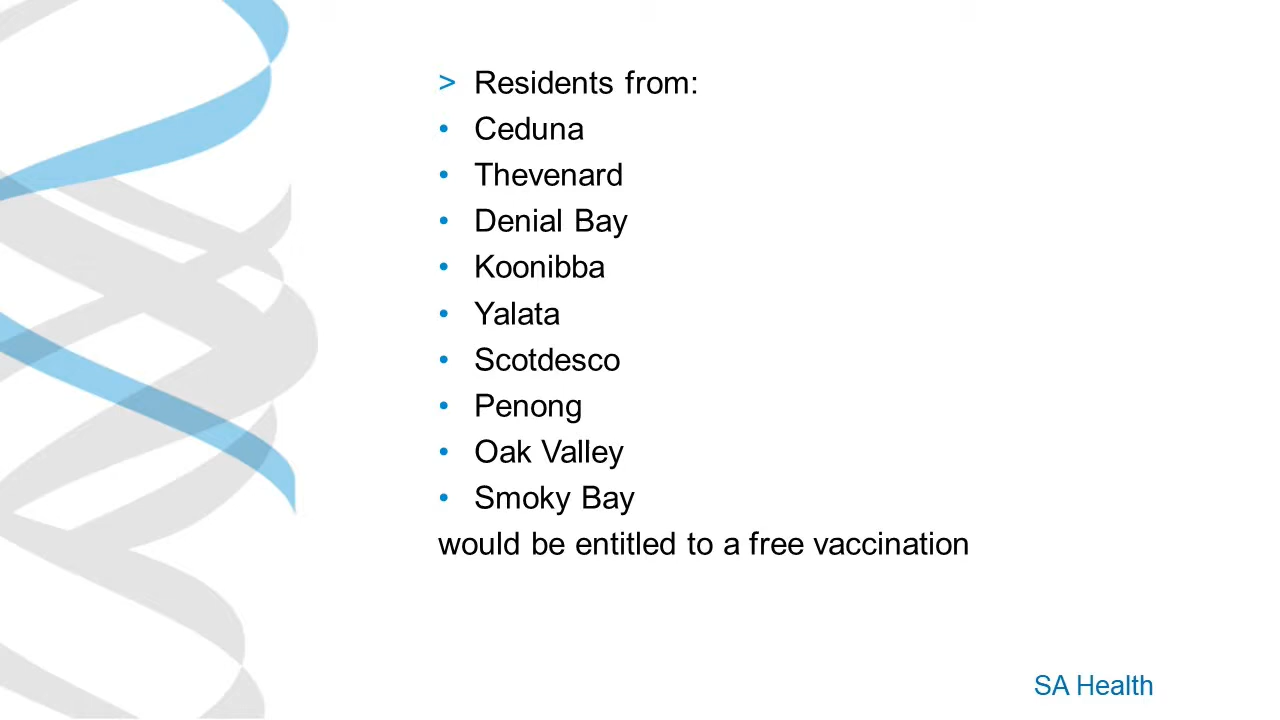 > Residents from:
• Ceduna
• Thevenard
• Denial Bay
• Koonibba
• Yalata
• Scotdesco
• Penong
• Oak Valley
• Smoky Bay
would be entitled to a free vaccination
SA Health